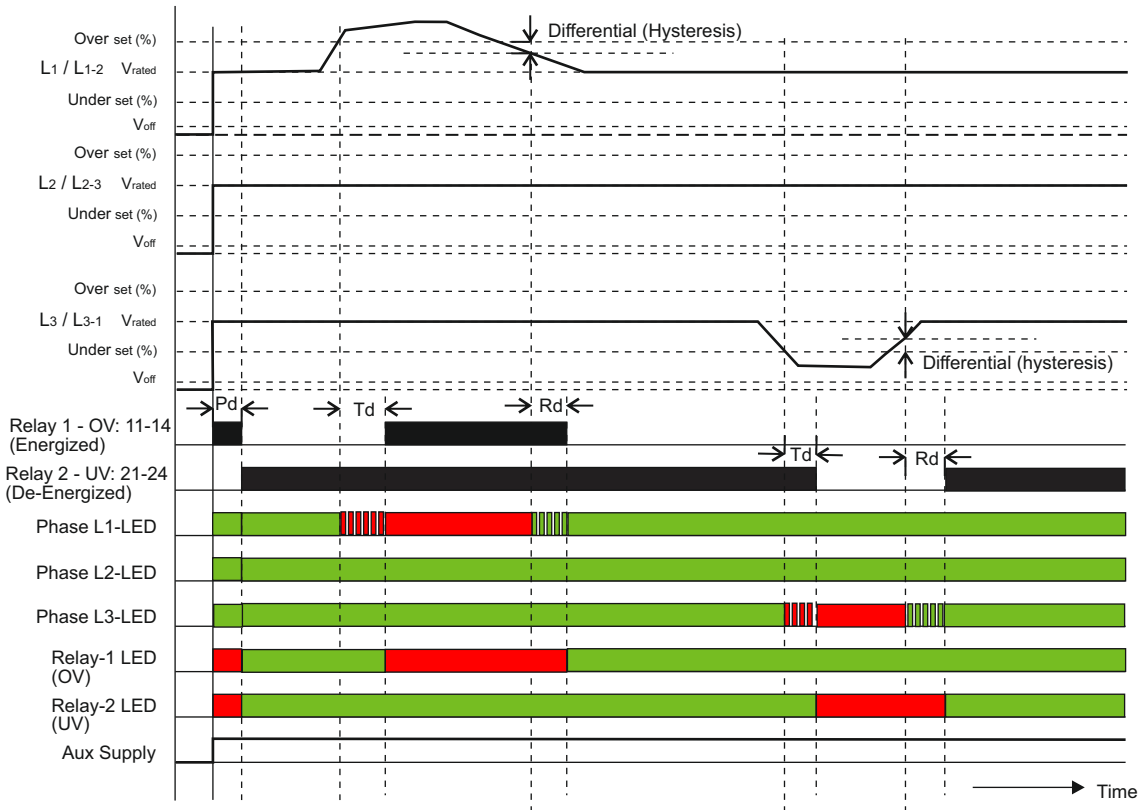 Differential (Hysteresis)
Over set (%)
L1 / L1-2 Vrated
Under set (%)
Voff
Over set (%)
L2 / L2-3 Vrated
Under set (%)
Voff
Over set (%)
L3 / L3-1 Vrated
Under set (%)
Differential (hysteresis)
Voff
Pd
Td
Rd
Relay 1 - OV: 11-14
(Energized)
Td
Rd
Relay 2 - UV: 21-24
(De-Energized)
Phase L1-LED
Phase L2-LED
Phase L3-LED
Relay-1 LED
(OV)
Relay-2 LED
(UV)
Aux Supply
Time